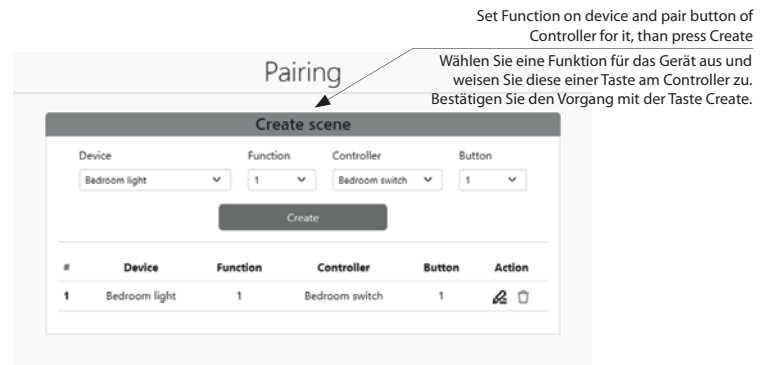 Set Function on device and pair button of
Controller for it, than press Create
Wählen Sie eine Funktion für das Gerät aus und
weisen Sie diese einer Taste am Controller zu.
Bestätigen Sie den Vorgang mit der Taste Create.
Pairing
Create scene
Device Function Controller Button
Bedroom light 1 Bedroom switch 1
Create
# Device Function Controller Button Action
1 Bedroom light 1 Bedroom switch 1